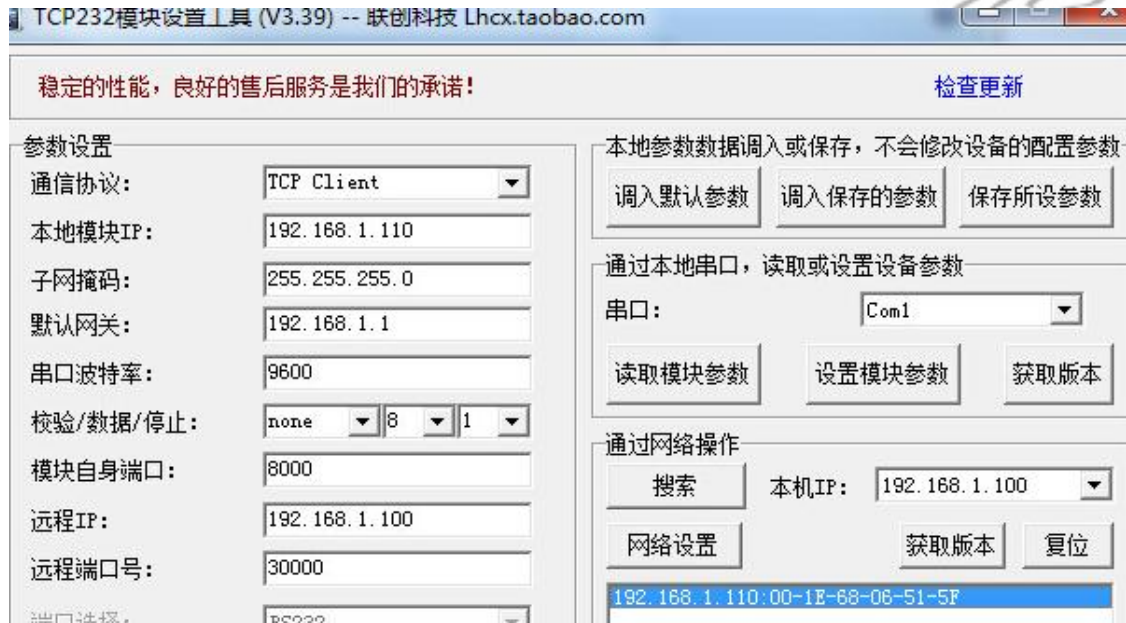 TCP232模块设置工具 (V3.39) -- 联创科技 Lhcx.taobao.com
稳定的性能，良好的售后服务是我们的承诺！ 检查更新
参数设置
通信协议： TCP Client
本地模块IP： 192.168.1.110
子网掩码： 255.255.255.0
默认网关： 192.168.1.1
串口波特率： 9600
校验/数据/停止： none 8 1
模块自身端口： 8000
远程IP： 192.168.1.100
远程端口号： 30000
端口选择： RS232
本地参数数据调入或保存，不会修改设备的配置参数
调入默认参数 调入保存的参数 保存所设参数
通过本地串口，读取或设置设备参数
串口： Com1
读取模块参数 设置模块参数 获取版本
通过网络操作
搜索 本机IP： 192.168.1.100
网络设置 获取版本 复位
192.168.1.110:00-1E-68-06-51-5F